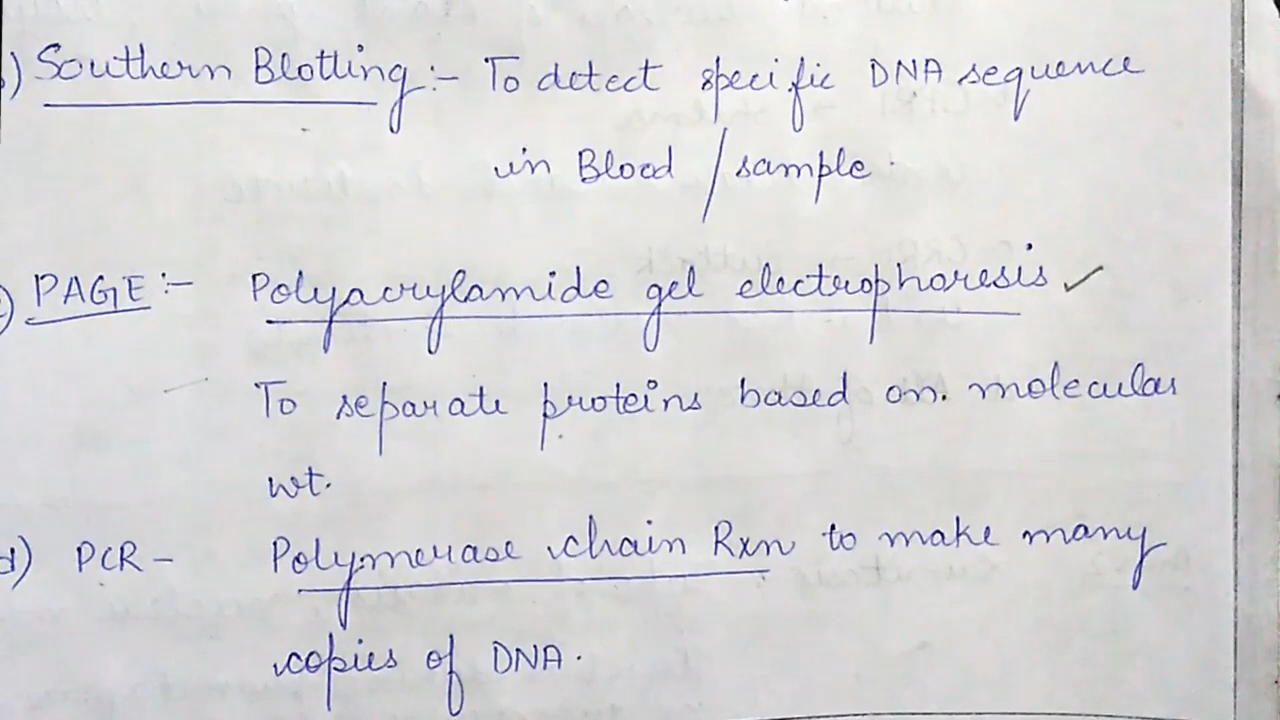 ) Southern Blotting :- To detect specific DNA sequence
in Blood / sample.
) PAGE :- Polyacrylamide gel electrophoresis ✓
To separate proteins based on. molecular
wt.
d) PCR - Polymerase chain Rxn to make many
copies of DNA.